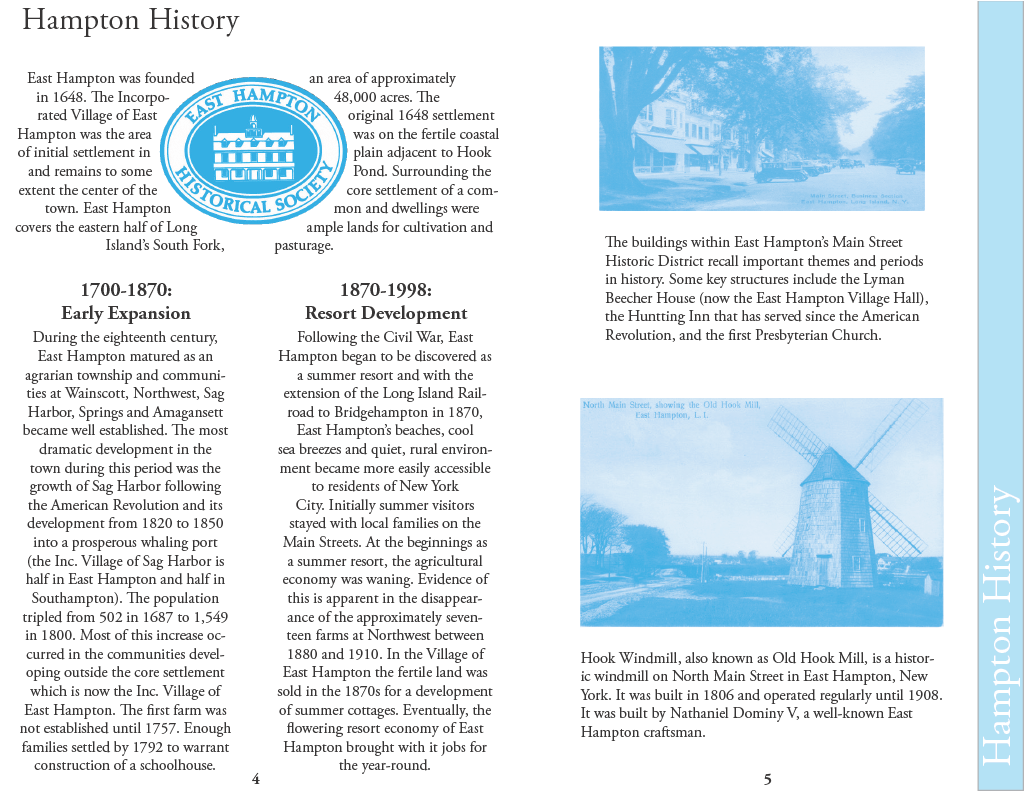 Hampton History
East Hampton was founded
in 1648. The Incorpo-
rated Village of East
Hampton was the area
of initial settlement in
and remains to some
extent the center of the
town. East Hampton
covers the eastern half of Long
Island's South Fork,
EAST HAMPTON
HISTORICAL SOCIETY
an area of approximately
48,000 acres. The
original 1648 settlement
was on the fertile coastal
plain adjacent to Hook
Pond. Surrounding the
core settlement of a com-
mon and dwellings were
ample lands for cultivation and
pasturage.
1700-1870:
Early Expansion
During the eighteenth century,
East Hampton matured as an
agrarian township and communi-
ties at Wainscott, Northwest, Sag
Harbor, Springs and Amagansett
became well established. The most
dramatic development in the
town during this period was the
growth of Sag Harbor following
the American Revolution and its
development from 1820 to 1850
into a prosperous whaling port
(the Inc. Village of Sag Harbor is
half in East Hampton and half in
Southampton). The population
tripled from 502 in 1687 to 1,549
in 1800. Most of this increase oc-
curred in the communities devel-
oping outside the core settlement
which is now the Inc. Village of
East Hampton. The first farm was
not established until 1757. Enough
families settled by 1792 to warrant
construction of a schoolhouse.
1870-1998:
Resort Development
Following the Civil War, East
Hampton began to be discovered as
a summer resort and with the
extension of the Long Island Rail-
road to Bridgehampton in 1870,
East Hampton's beaches, cool
sea breezes and quiet, rural environ-
ment became more easily accessible
to residents of New York
City. Initially summer visitors
stayed with local families on the
Main Streets. At the beginnings as
a summer resort, the agricultural
economy was waning. Evidence of
this is apparent in the disappear-
ance of the approximately seven-
teen farms at Northwest between
1880 and 1910. In the Village of
East Hampton the fertile land was
sold in the 1870s for a development
of summer cottages. Eventually, the
flowering resort economy of East
Hampton brought with it jobs for
the year-round.
4
Main Street, Business Section
East Hampton, Long Island, N. Y.
The buildings within East Hampton's Main Street
Historic District recall important themes and periods
in history. Some key structures include the Lyman
Beecher House (now the East Hampton Village Hall),
the Huntting Inn that has served since the American
Revolution, and the first Presbyterian Church.
North Main Street, showing the Old Hook Mill,
East Hampton, L. I.
Hook Windmill, also known as Old Hook Mill, is a histor-
ic windmill on North Main Street in East Hampton, New
York. It was built in 1806 and operated regularly until 1908.
It was built by Nathaniel Dominy V, a well-known East
Hampton craftsman.
5
Hampton History